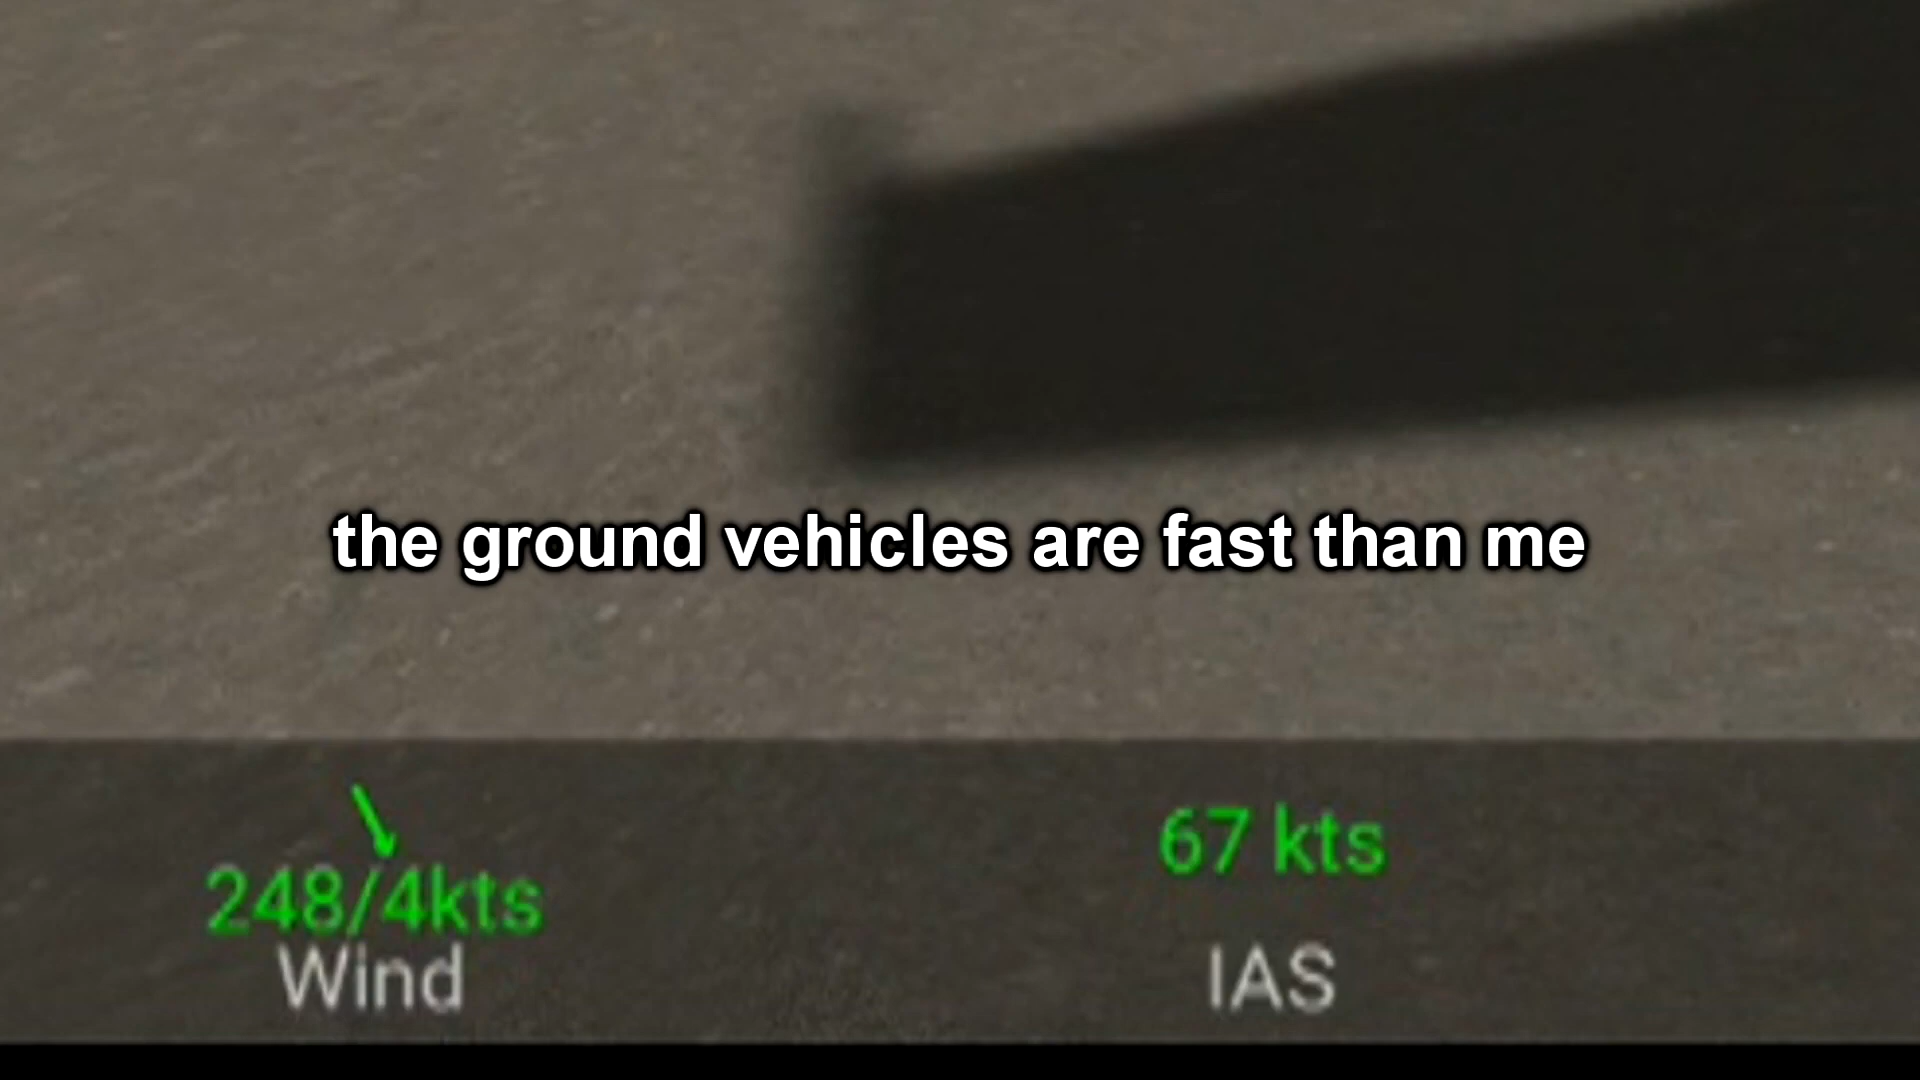 the ground vehicles are fast than me
248/4kts
Wind
67 kts
IAS